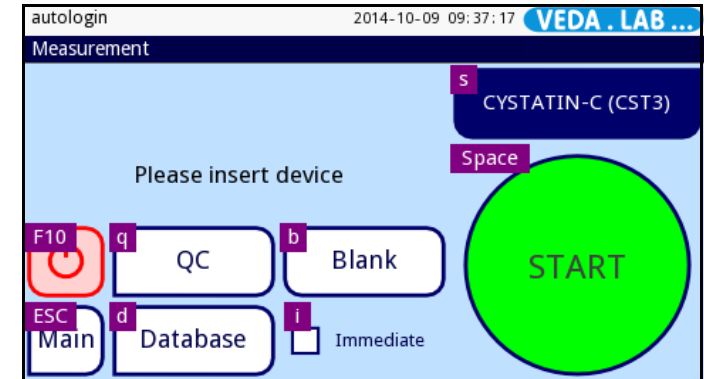 autologin 2014-10-09 09:37:17 VEDA . LAB ...
Measurement
s
CYSTATIN-C (CST3)
Please insert device
Space
START
F10
q
QC
b
Blank
ESC
Main
d
Database
i
Immediate